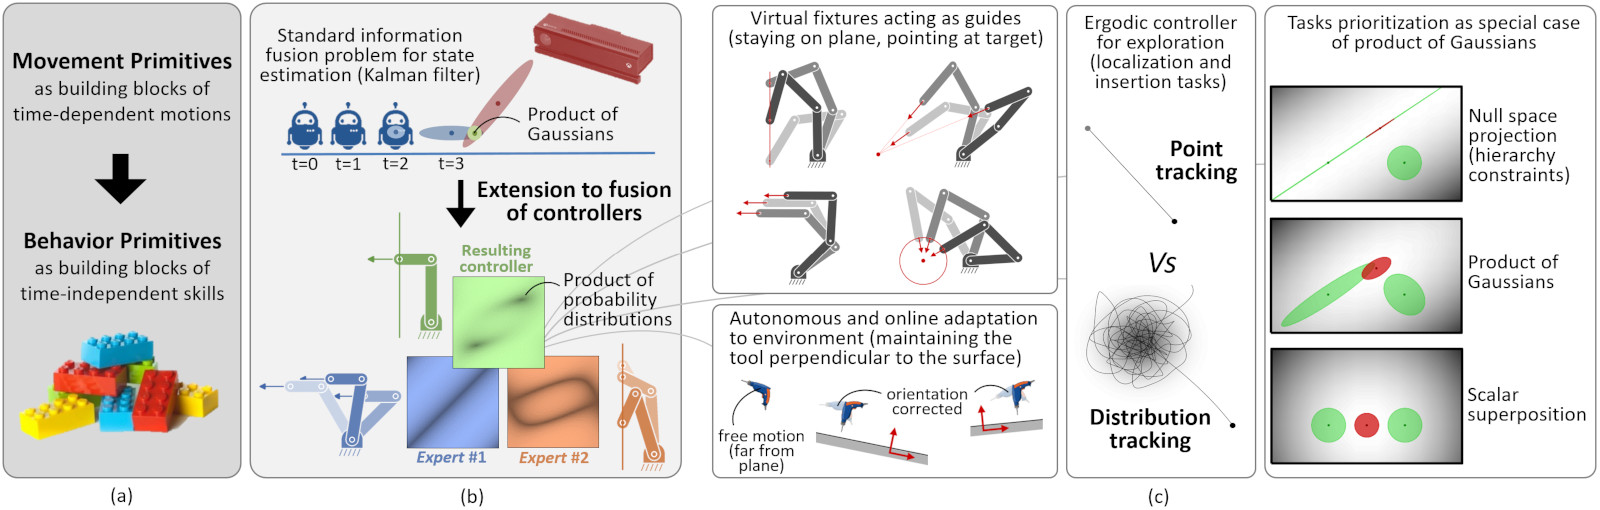 Movement Primitives
as building blocks of
time-dependent motions
Behavior Primitives
as building blocks of
time-independent skills
(a)
Standard information
fusion problem for state
estimation (Kalman filter)
Product of
Gaussians
t=0
t=1
t=2
t=3
Extension to fusion
of controllers
Resulting
controller
Product of
probability
distributions
Expert #1
Expert #2
(b)
Virtual fixtures acting as guides
(staying on plane, pointing at target)
Autonomous and online adaptation
to environment (maintaining the
tool perpendicular to the surface)
orientation
corrected
free motion
(far from
plane)
Ergodic controller
for exploration
(localization and
insertion tasks)
Point
tracking
Vs
Distribution
tracking
(c)
Tasks prioritization as special case
of product of Gaussians
Null space
projection
(hierarchy
constraints)
Product of
Gaussians
Scalar
superposition